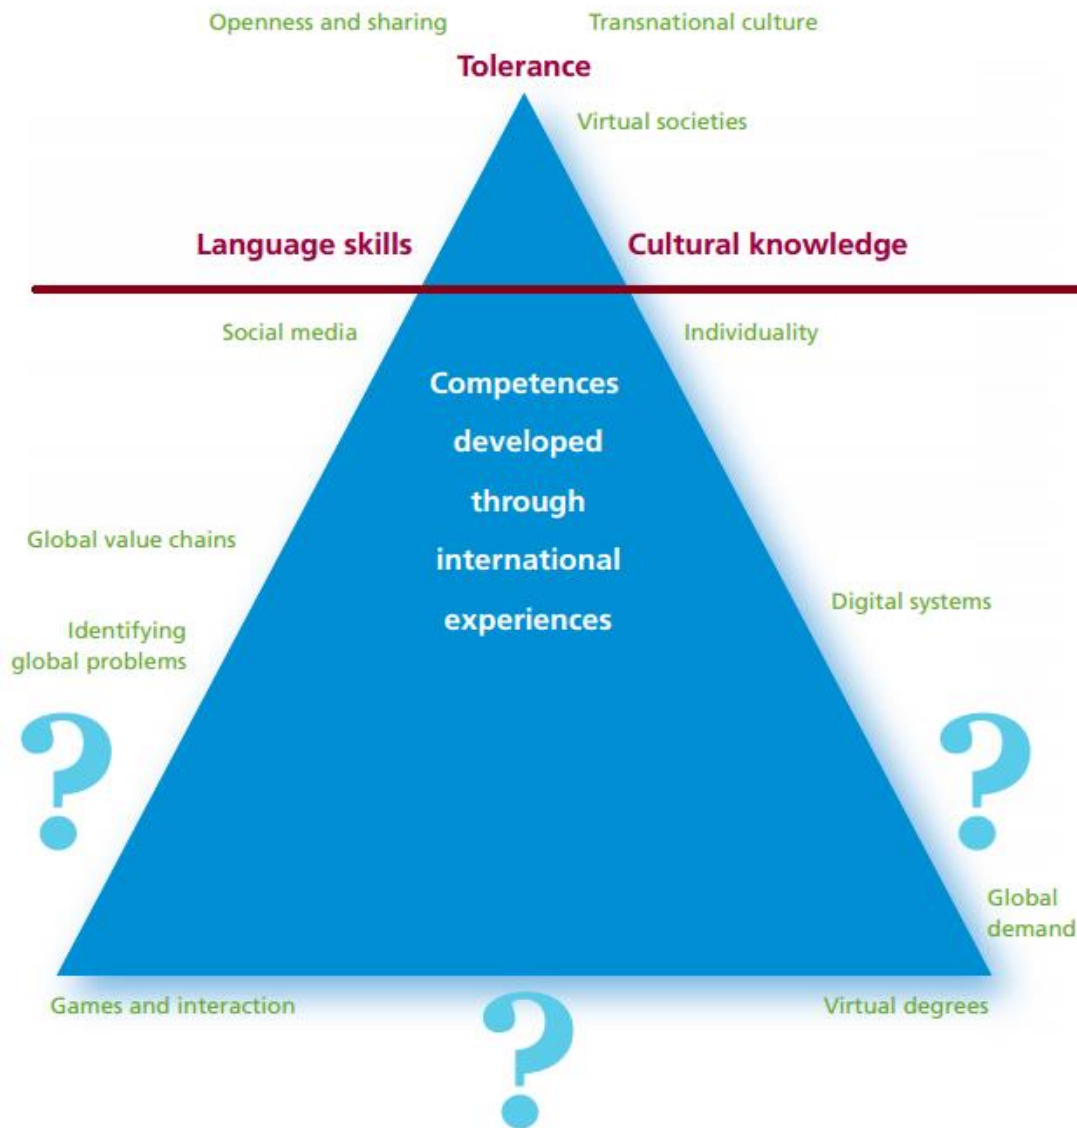 Openness and sharing
Transnational culture
Tolerance
Virtual societies
Language skills
Cultural knowledge
Social media
Individuality
Competences
developed
through
international
experiences
Global value chains
Digital systems
Identifying
global problems
?
?
Global
demand
Games and interaction
Virtual degrees
?